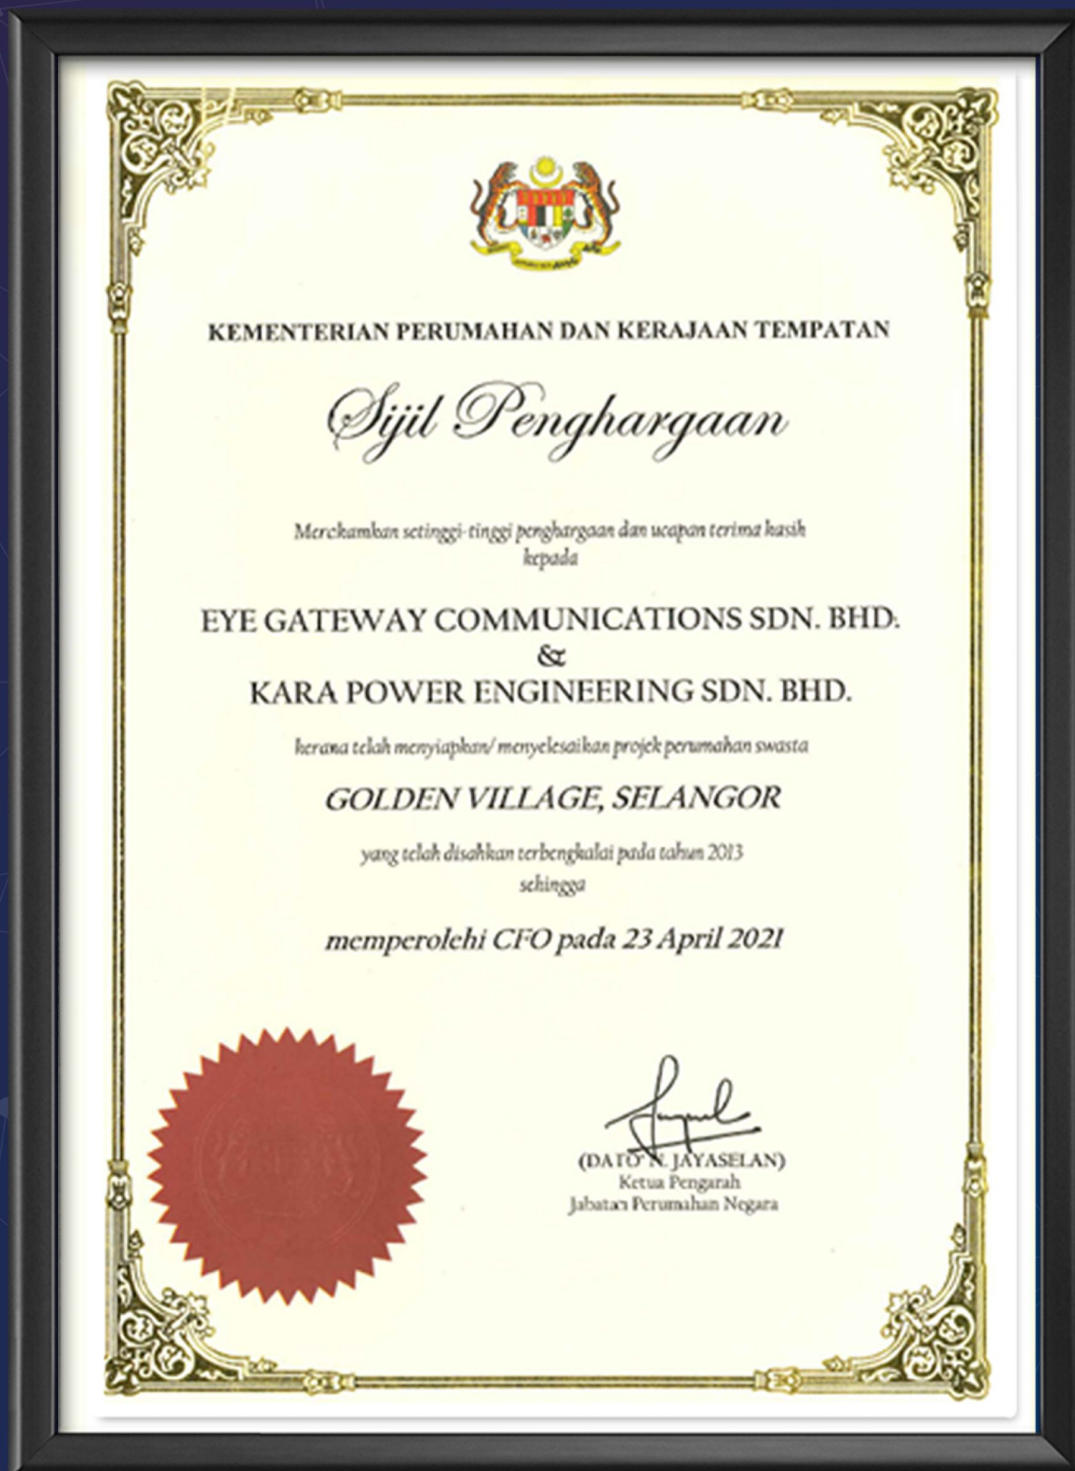 KEMENTERIAN PERUMAHAN DAN KERAJAAN TEMPATAN
Sijil Penghargaan
Merakamkan setinggi-tinggi penghargaan dan ucapan terima kasih
kepada
EYE GATEWAY COMMUNICATIONS SDN. BHD.
&
KARA POWER ENGINEERING SDN. BHD.
kerana telah menyiapkan/ menyelesaikan projek perumahan swasta
GOLDEN VILLAGE, SELANGOR
yang telah disahkan terbengkalai pada tahun 2013
sehingga
memperolehi CFO pada 23 April 2021
(DATO' N. JAYASELAN)
Ketua Pengarah
Jabatan Perumahan Negara